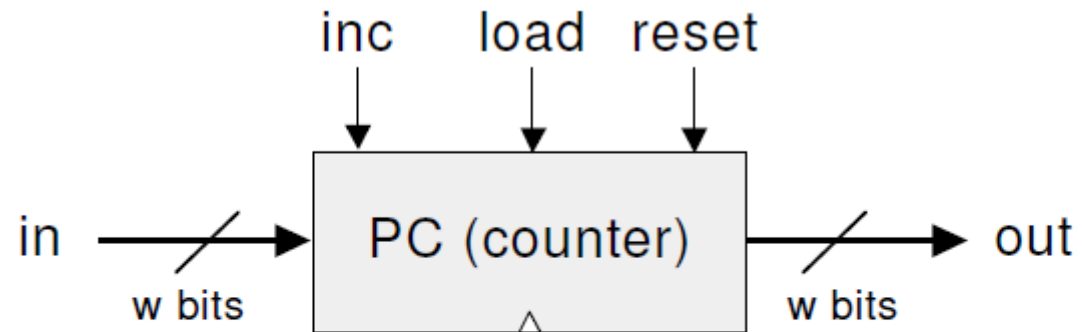 inc load reset
in PC (counter) out
w bits w bits